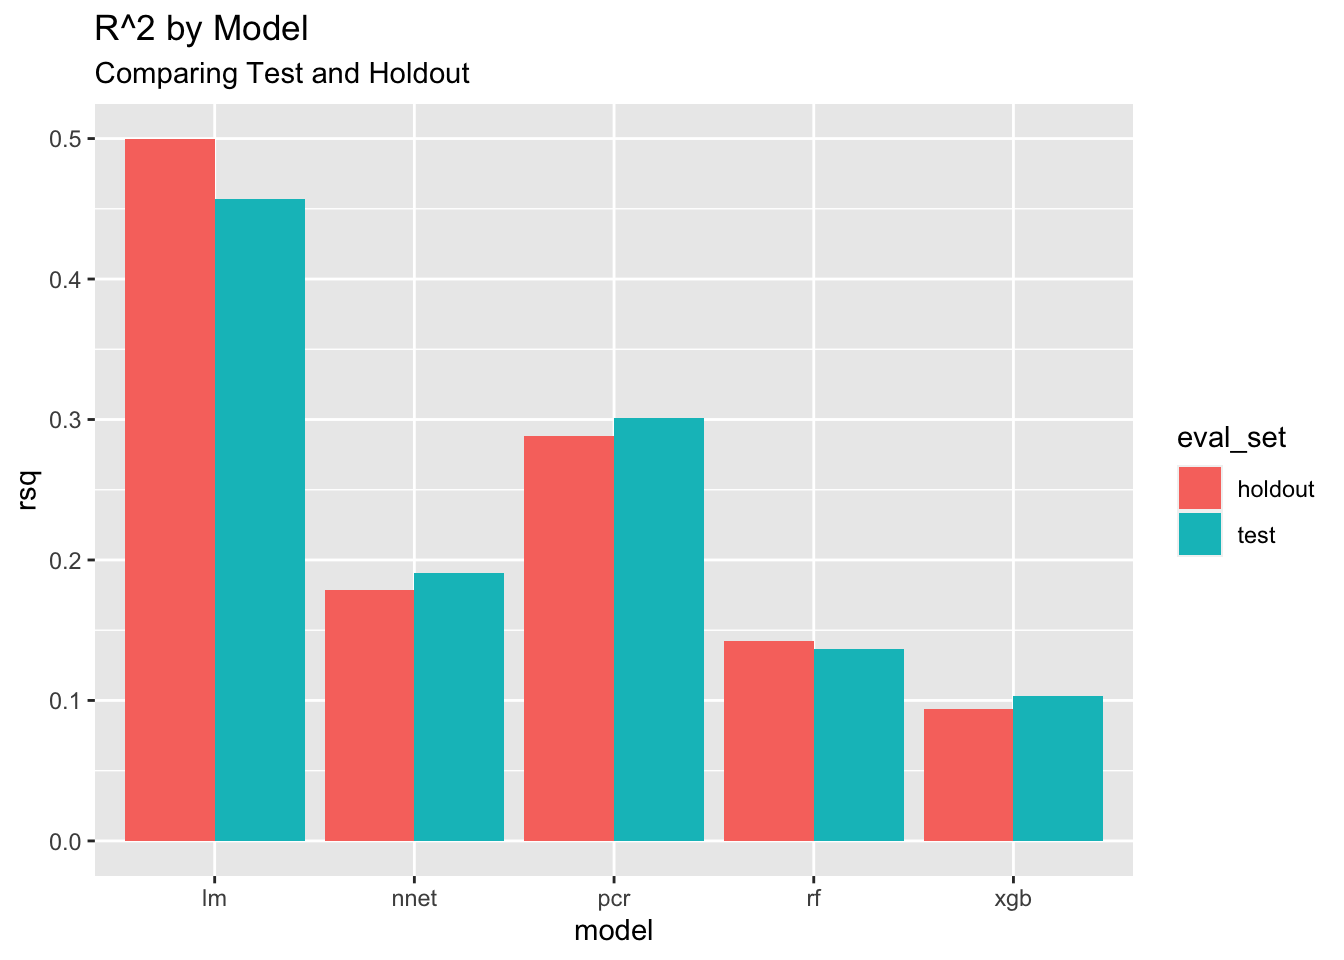 R^2 by Model
Comparing Test and Holdout
0.5
0.4
0.3
0.2
0.1
0.0
rsq
lm
nnet
pcr
rf
xgb
model
eval_set
holdout
test